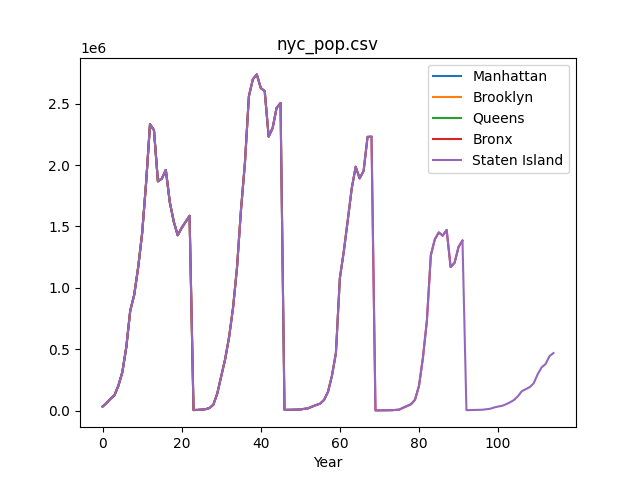 nyc_pop.csv
1e6
Manhattan
Brooklyn
Queens
Bronx
Staten Island
2.5
2.0
1.5
1.0
0.5
0.0
0 20 40 60 80 100
Year